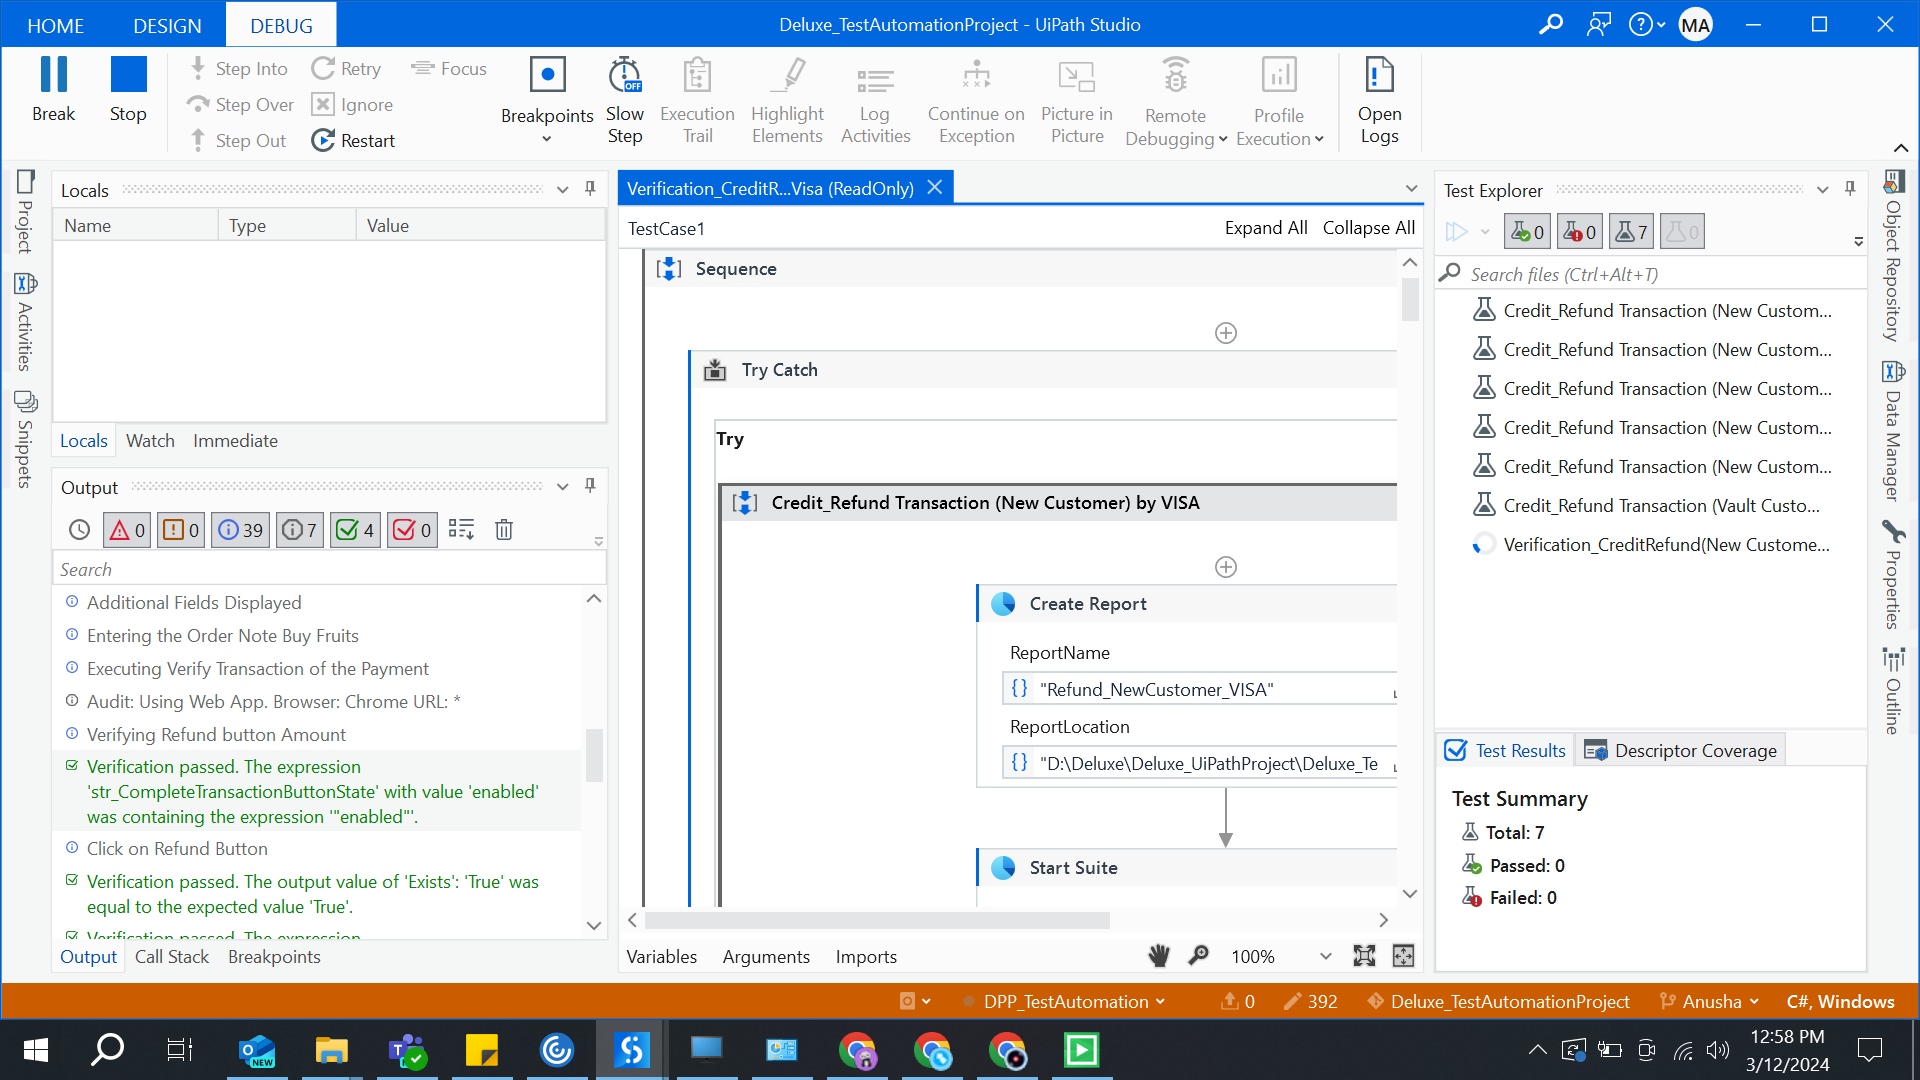 HOME DESIGN DEBUG Deluxe_TestAutomationProject - UiPath Studio MA
Step Into Retry Focus
Step Over Ignore
Step Out Restart
Break Stop
Breakpoints
Slow Step
Execution Trail
Highlight Elements
Log Activities
Continue on Exception
Picture in Picture
Remote Debugging
Profile Execution
Open Logs
OFF
Project
Activities
Snippets
Locals
Name Type Value
Locals Watch Immediate
Output
0 0 39 7 4 0
Search
Additional Fields Displayed
Entering the Order Note Buy Fruits
Executing Verify Transaction of the Payment
Audit: Using Web App. Browser: Chrome URL: *
Verifying Refund button Amount
Verification passed. The expression
'str_CompleteTransactionButtonState' with value 'enabled'
was containing the expression '"enabled"'.
Click on Refund Button
Verification passed. The output value of 'Exists': 'True' was
equal to the expected value 'True'.
Verification passed. The expression
Output Call Stack Breakpoints
Verification_CreditR...Visa (ReadOnly)
TestCase1 Expand All Collapse All
Sequence
Try Catch
Try
Credit_Refund Transaction (New Customer) by VISA
Create Report
ReportName
{} "Refund_NewCustomer_VISA"
ReportLocation
{} "D:\Deluxe\Deluxe_UiPathProject\Deluxe_Te
Start Suite
Variables Arguments Imports 100%
Test Explorer
0 0 7 0
Search files (Ctrl+Alt+T)
Credit_Refund Transaction (New Custom...
Credit_Refund Transaction (New Custom...
Credit_Refund Transaction (New Custom...
Credit_Refund Transaction (New Custom...
Credit_Refund Transaction (New Custom...
Credit_Refund Transaction (Vault Custo...
Verification_CreditRefund(New Custome...
Test Results Descriptor Coverage
Test Summary
Total: 7
Passed: 0
Failed: 0
Object Repository
Data Manager
Properties
Outline
DPP_TestAutomation 0 392 Deluxe_TestAutomationProject Anusha C#, Windows
NEW
12:58 PM
3/12/2024